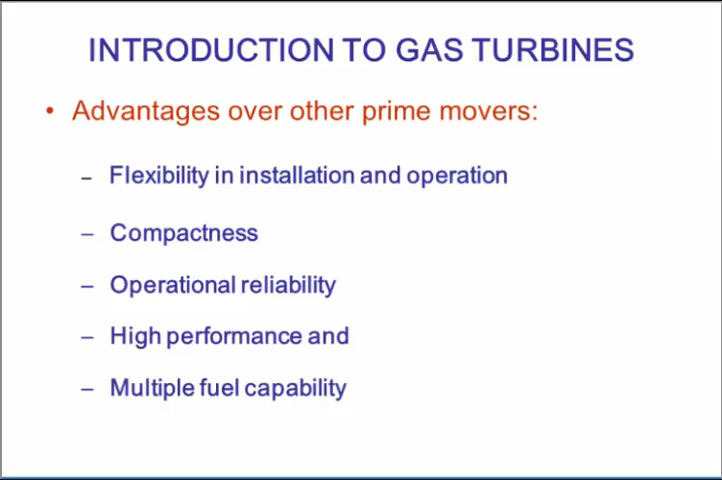 INTRODUCTION TO GAS TURBINES
• Advantages over other prime movers:
– Flexibility in installation and operation
– Compactness
– Operational reliability
– High performance and
– Multiple fuel capability